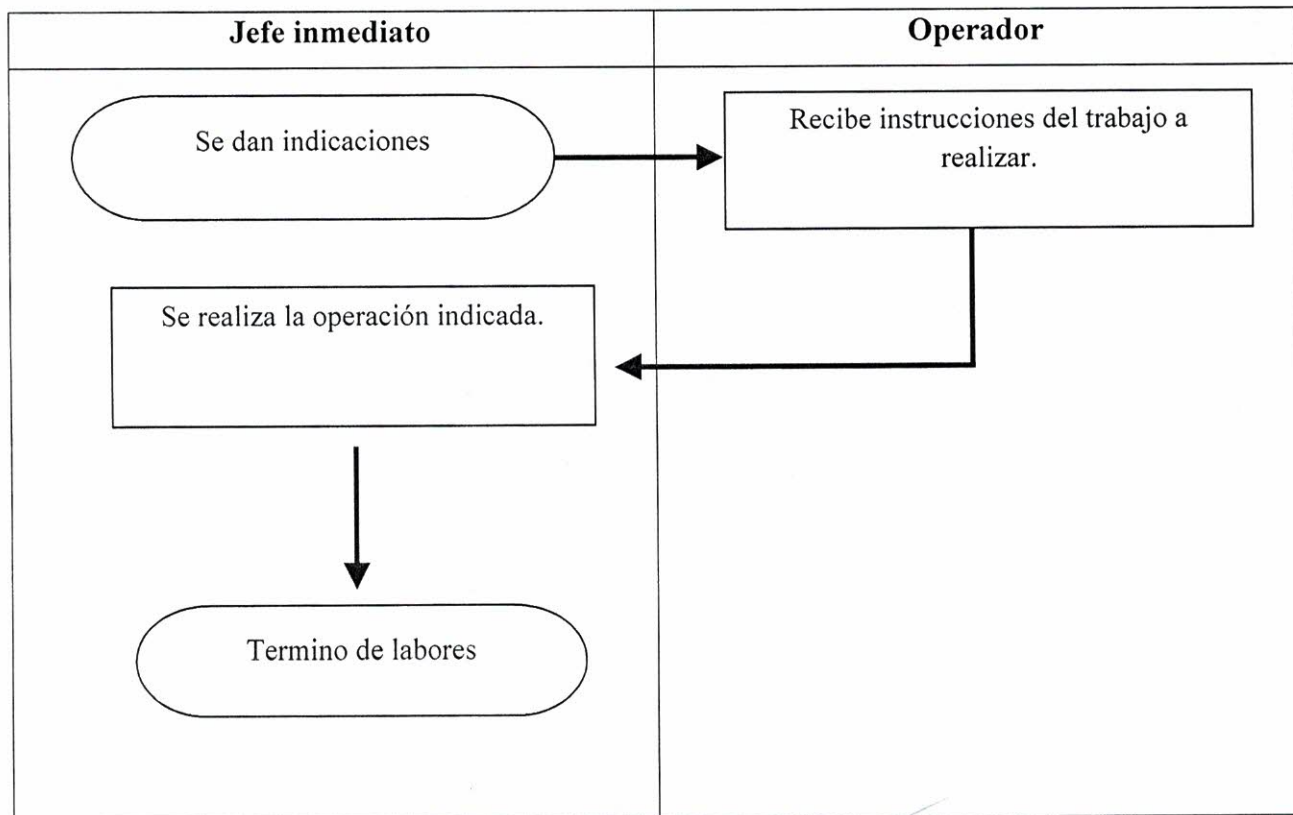 Jefe inmediato
Operador
Se dan indicaciones
Recibe instrucciones del trabajo a
realizar.
Se realiza la operación indicada.
Termino de labores